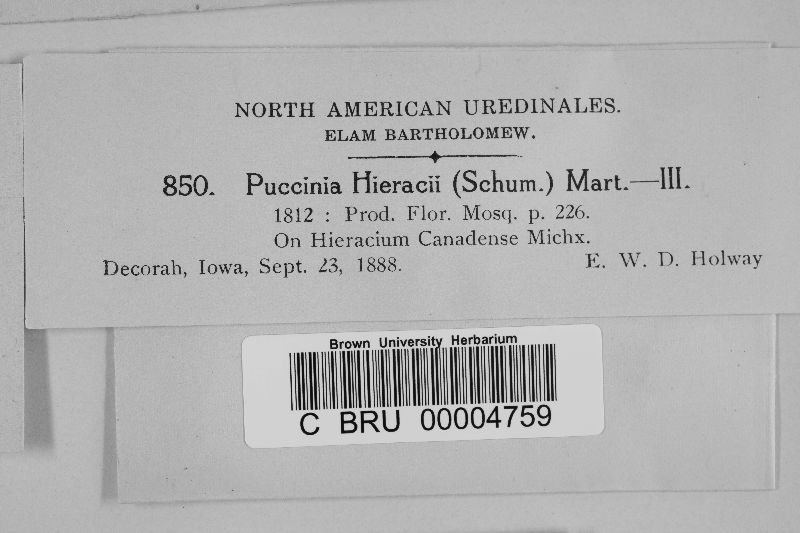 NORTH AMERICAN UREDINALES.
ELAM BARTHOLOMEW.
850. Puccinia Hieracii (Schum.) Mart.—III.
1812 : Prod. Flor. Mosq. p. 226.
On Hieracium Canadense Michx.
Decorah, Iowa, Sept. 23, 1888. E. W. D. Holway
Brown University Herbarium
C BRU 00004759